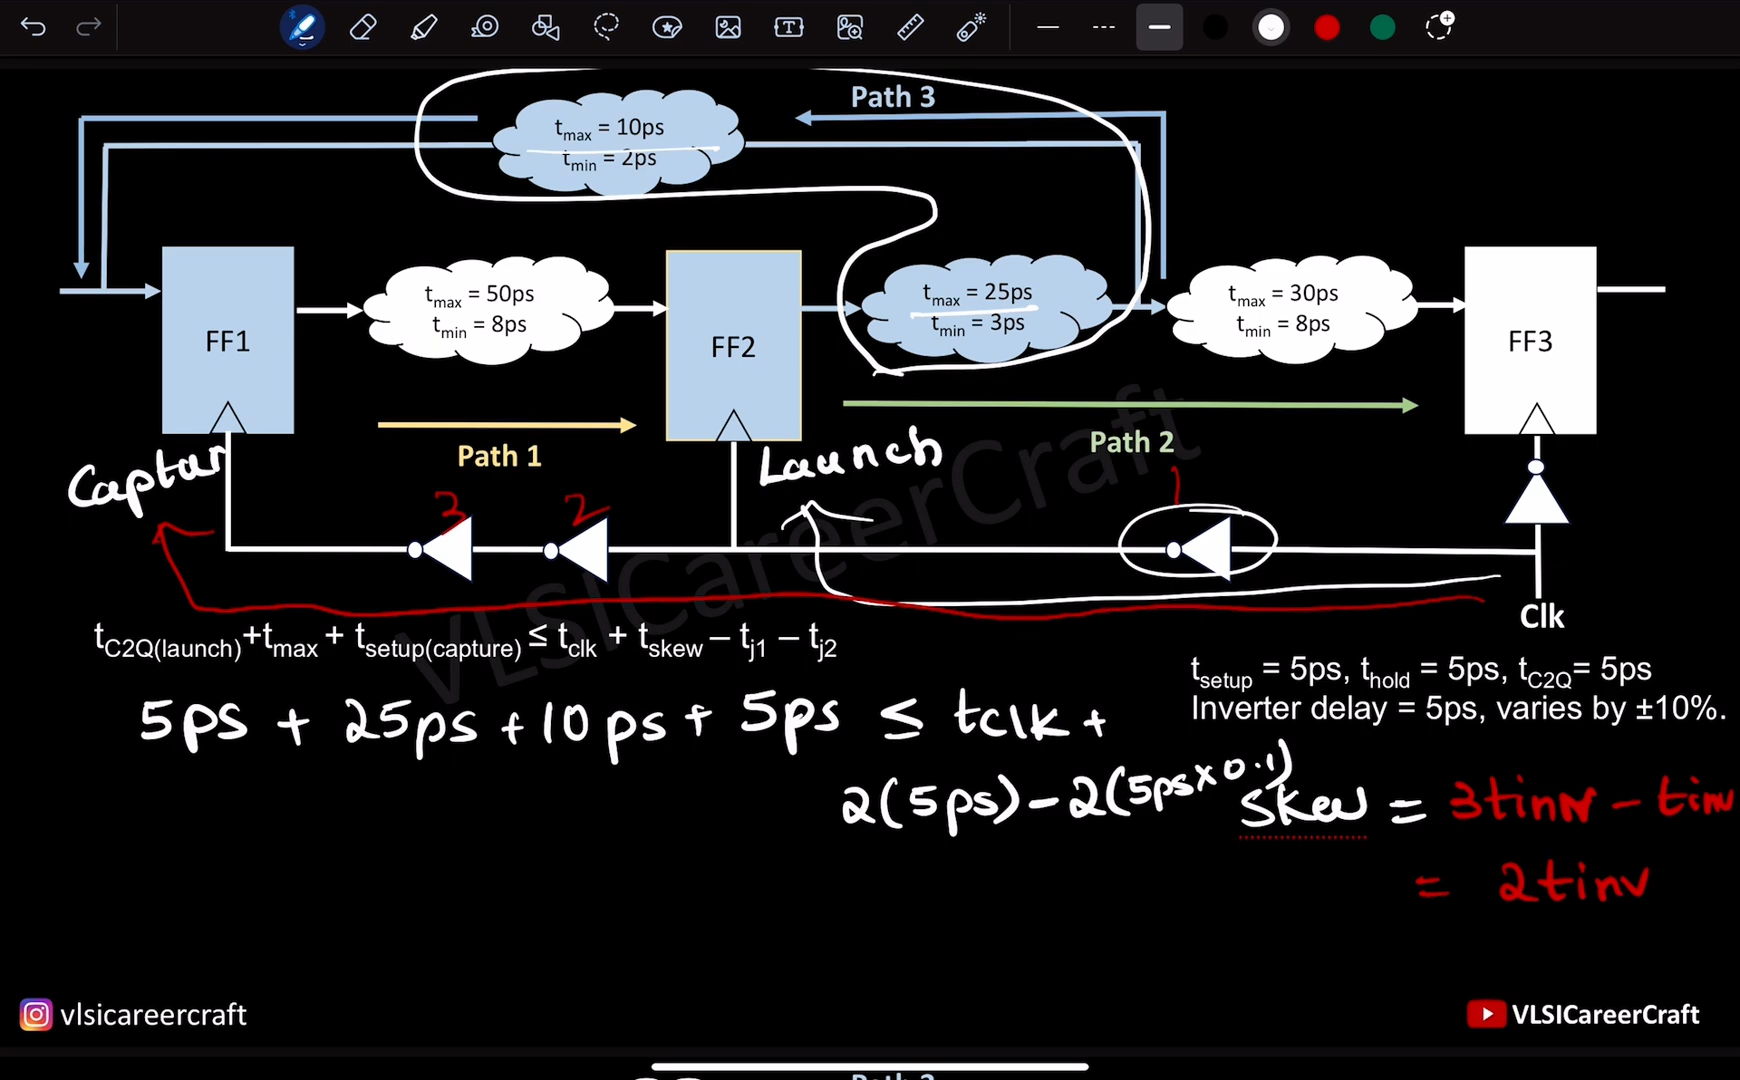 Path 3
tmax = 10ps
tmin = 2ps
FF1
tmax = 50ps
tmin = 8ps
FF2
tmax = 25ps
tmin = 3ps
tmax = 30ps
tmin = 8ps
FF3
Path 1
Path 2
Captur
Launch
3
2
1
VLSICareerCraft
Clk
tC2Q(launch)+tmax + tsetup(capture) ≤ tclk + tskew – tj1 – tj2
tsetup = 5ps, thold = 5ps, tC2Q= 5ps
Inverter delay = 5ps, varies by ±10%.
5ps + 25ps + 10ps + 5ps ≤ tclk +
2(5ps) - 2(5ps x 0.1)
Skew = 3tinv - tinv
= 2tinv
vlsicareercraft
VLSICareerCraft